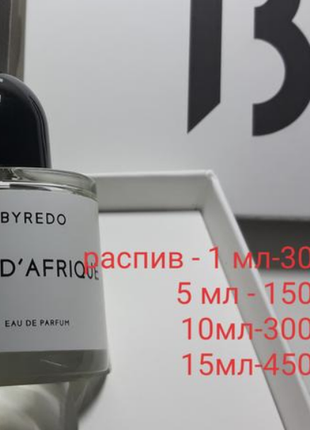 B
BYREDO
D'AFRIQUE
EAU DE PARFUM
распив - 1 мл-30
5 мл - 150
10мл-300
15мл-450